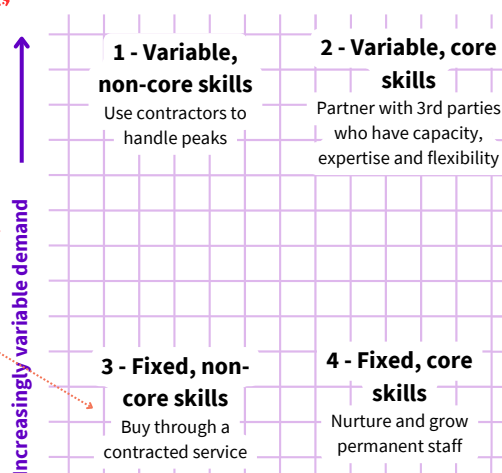 1 - Variable,
non-core skills
Use contractors to
handle peaks
2 - Variable, core
skills
Partner with 3rd parties
who have capacity,
expertise and flexibility
Increasingly variable demand
3 - Fixed, non-
core skills
Buy through a
contracted service
4 - Fixed, core
skills
Nurture and grow
permanent staff